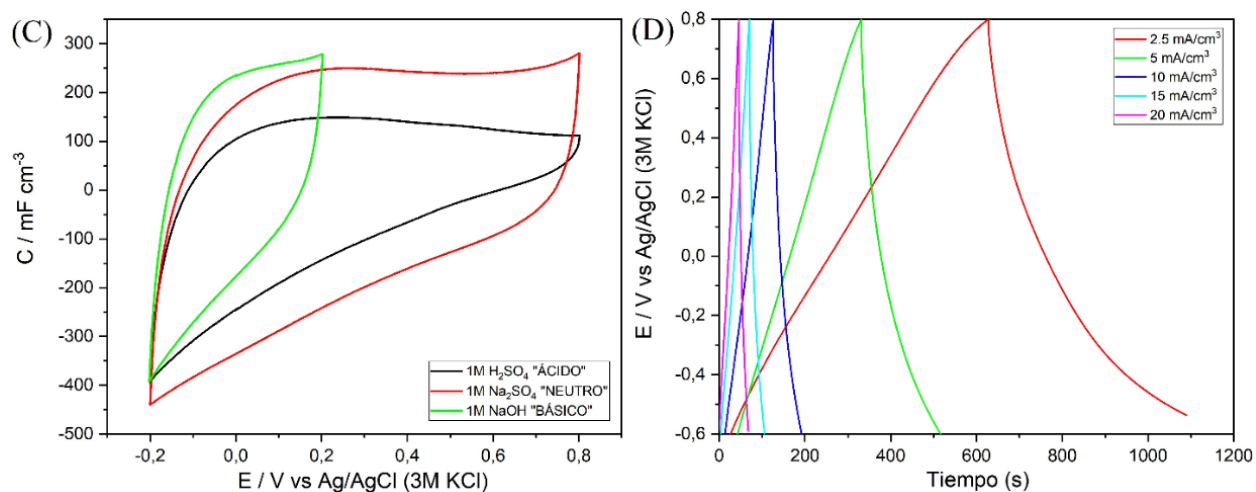 (C)
300
200
100
0
-100
-200
-300
-400
-500
C / mF cm⁻³
-0,2
0,0
0,2
0,4
0,6
0,8
E / V vs Ag/AgCl (3M KCl)
1M H₂SO₄ "ÁCIDO"
1M Na₂SO₄ "NEUTRO"
1M NaOH "BÁSICO"
(D)
0,8
0,6
0,4
0,2
0,0
-0,2
-0,4
-0,6
E / V vs Ag/AgCl (3M KCl)
0
200
400
600
800
1000
1200
Tiempo (s)
2.5 mA/cm³
5 mA/cm³
10 mA/cm³
15 mA/cm³
20 mA/cm³